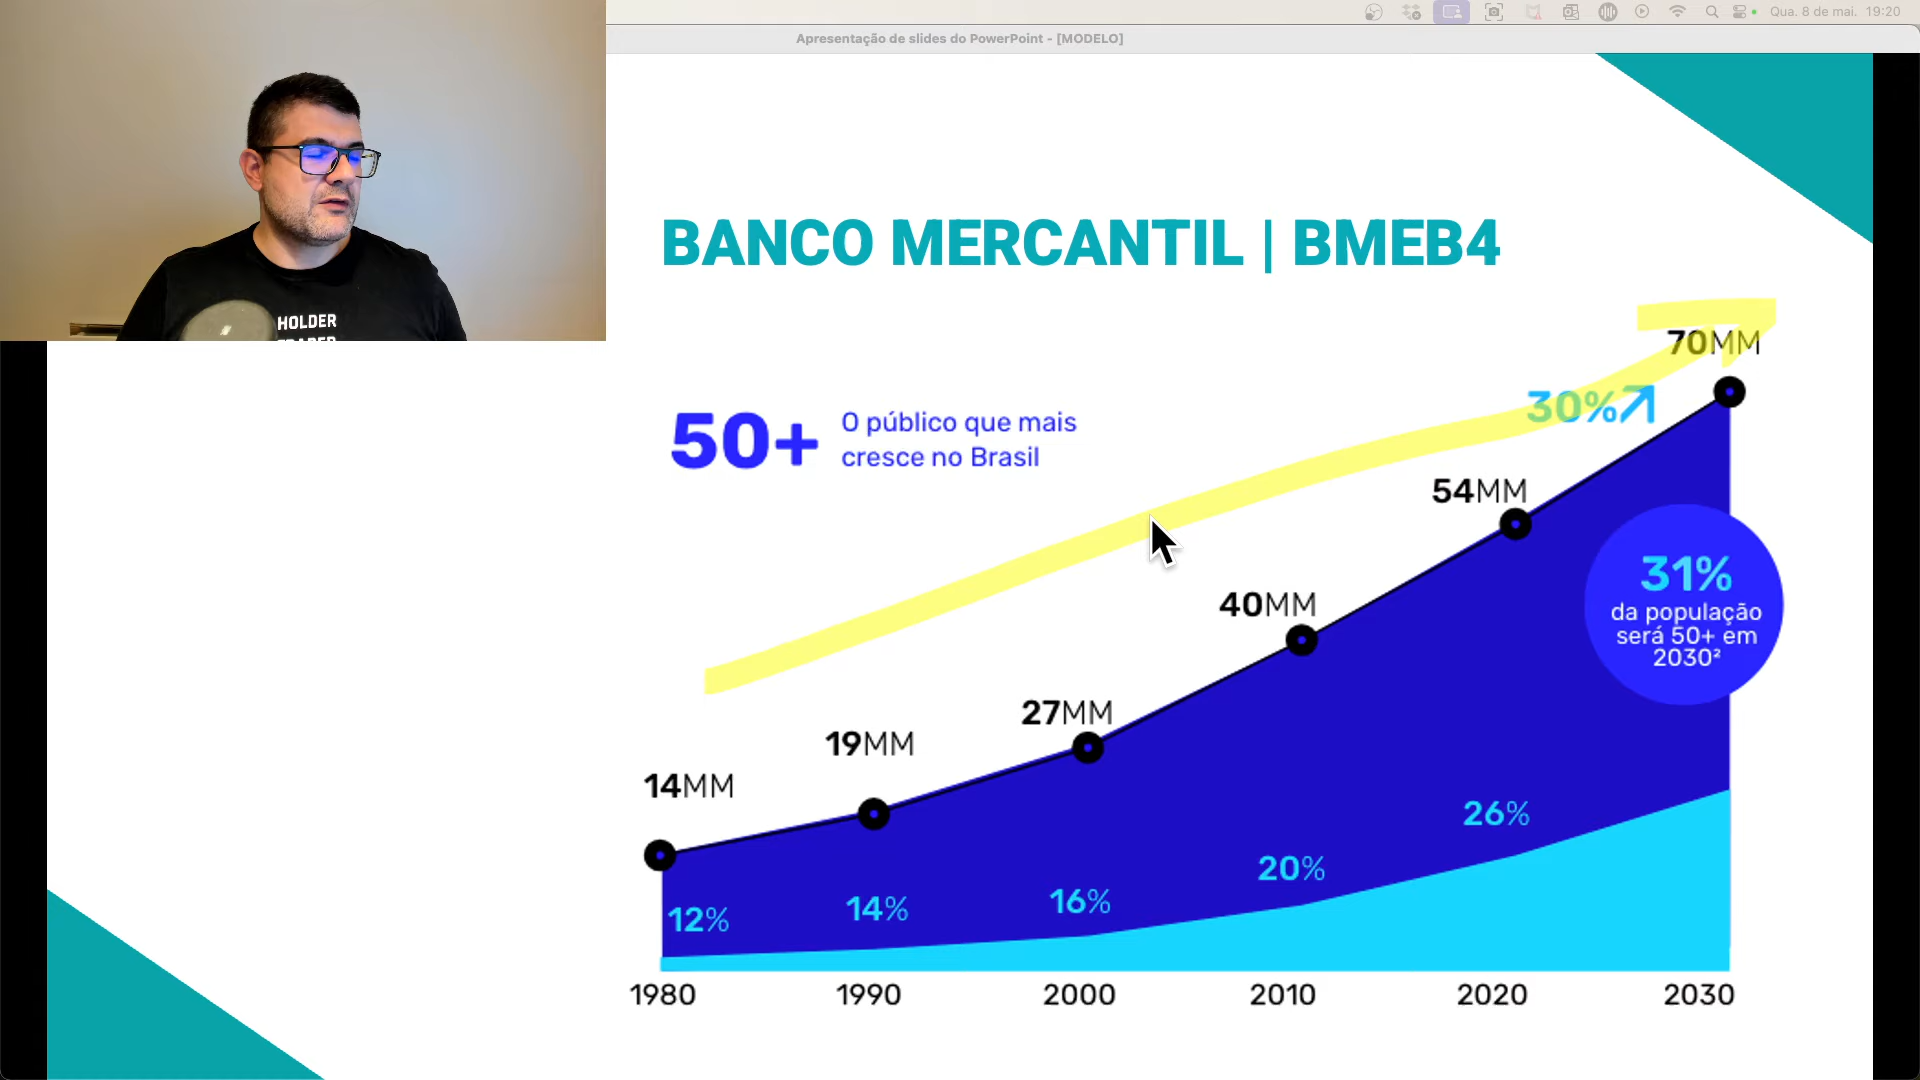 Qua. 8 de mai. 19:20
Apresentação de slides do PowerPoint - [MODELO]
HOLDER
TRADER
BANCO MERCANTIL | BMEB4
50+ O público que mais
cresce no Brasil
70MM
30%
54MM
40MM
27MM
19MM
14MM
31%
da população
será 50+ em
2030²
12%
14%
16%
20%
26%
1980 1990 2000 2010 2020 2030